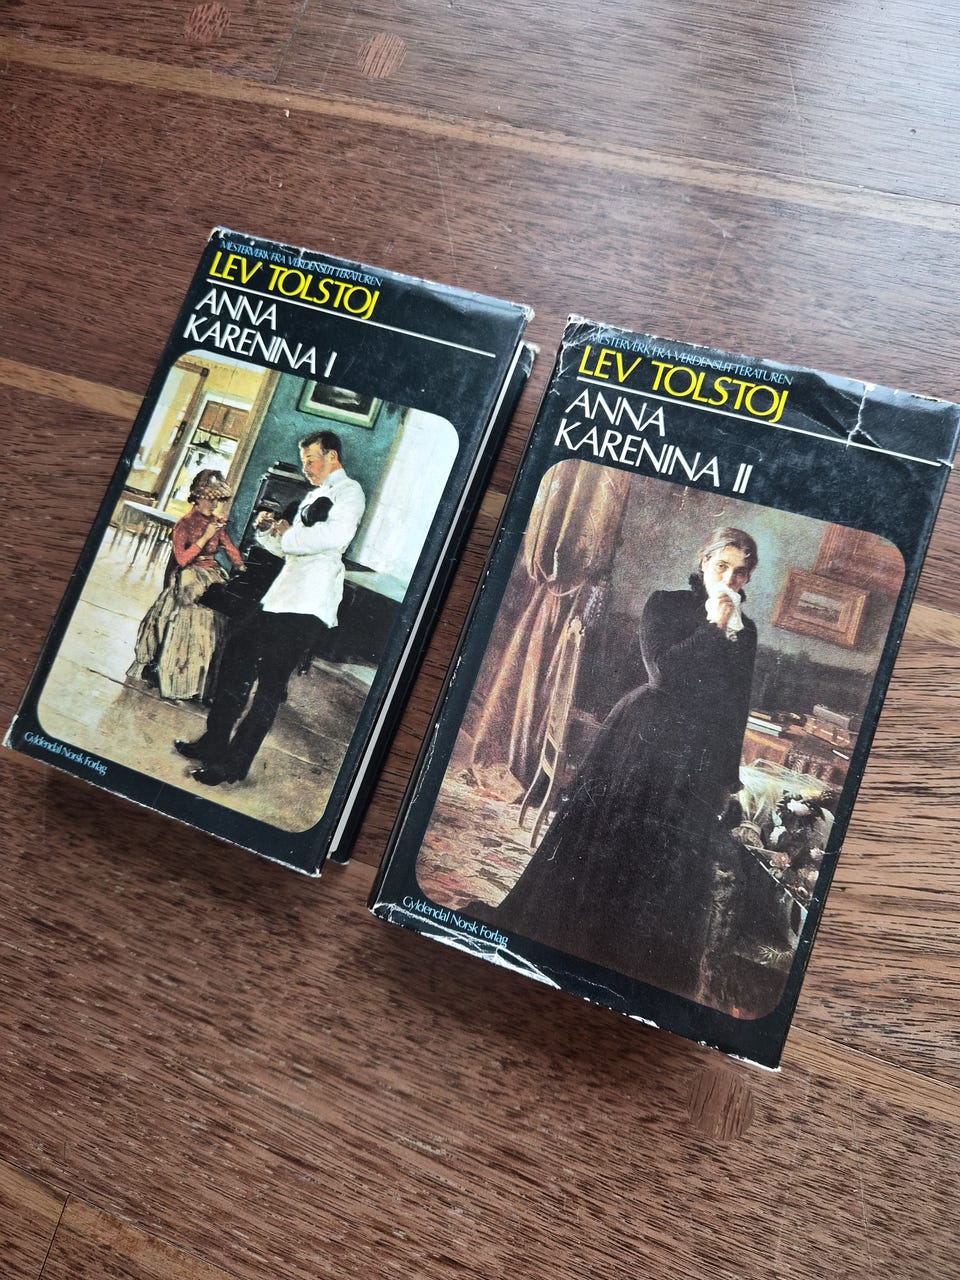 MESTERVERK FRA VERDENSLITTERATUREN
LEV TOLSTOJ
ANNA
KARENINA I
Gyldendal Norsk Forlag
MESTERVERK FRA VERDENSLITTERATUREN
LEV TOLSTOJ
ANNA
KARENINA II
Gyldendal Norsk Forlag